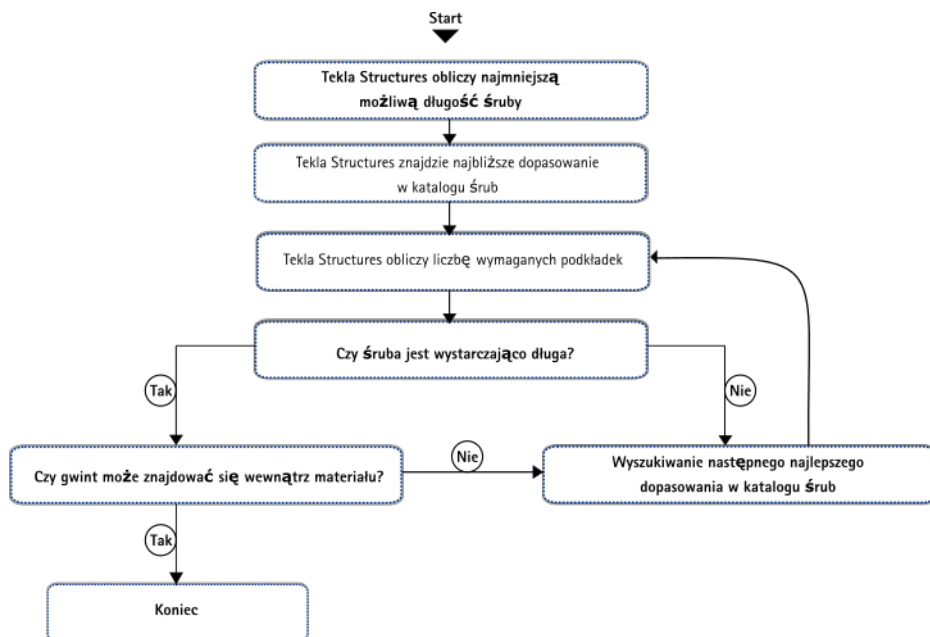 Start
Tekla Structures obliczy najmniejszą
możliwą długość śruby
Tekla Structures znajdzie najbliższe dopasowanie
w katalogu śrub
Tekla Structures obliczy liczbę wymaganych podkładek
Czy śruba jest wystarczająco długa?
Tak
Nie
Czy gwint może znajdować się wewnątrz materiału?
Nie
Wyszukiwanie następnego najlepszego
dopasowania w katalogu śrub
Tak
Koniec